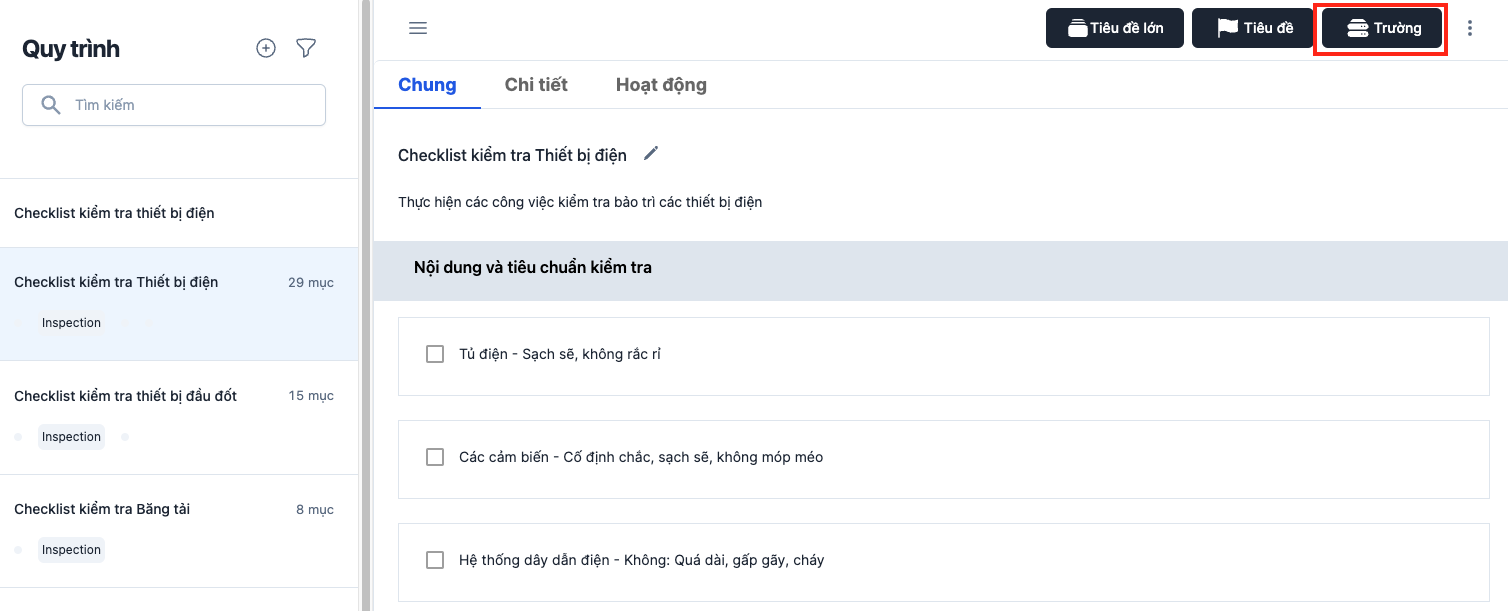 Quy trình
Tìm kiếm
Checklist kiểm tra thiết bị điện
Checklist kiểm tra Thiết bị điện
29 mục
Inspection
Checklist kiểm tra thiết bị đầu đốt
15 mục
Inspection
Checklist kiểm tra Băng tải
8 mục
Inspection
Tiêu đề lớn
Tiêu đề
Trường
Chung
Chi tiết
Hoạt động
Checklist kiểm tra Thiết bị điện
Thực hiện các công việc kiểm tra bảo trì các thiết bị điện
Nội dung và tiêu chuẩn kiểm tra
Tủ điện - Sạch sẽ, không rắc rỉ
Các cảm biến - Cố định chắc, sạch sẽ, không móp méo
Hệ thống dây dẫn điện - Không: Quá dài, gấp gãy, cháy